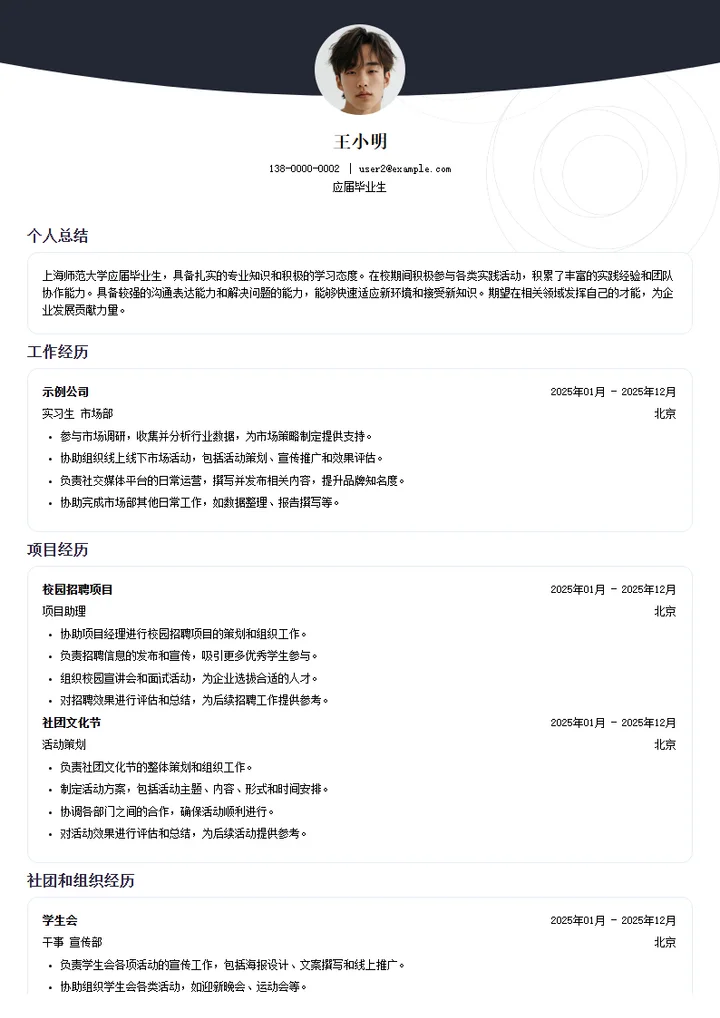 王小明
138-0000-0002 | user2@example.com
应届毕业生
个人总结
上海师范大学应届毕业生，具备扎实的专业知识和积极的学习态度。在校期间积极参与各类实践活动，积累了丰富的实践经验和团队
协作能力。具备较强的沟通表达能力和解决问题的能力，能够快速适应新环境和接受新知识。期望在相关领域发挥自己的才能，为企
业发展贡献力量。
工作经历
示例公司 2025年01月 - 2025年12月
实习生 市场部 北京
• 参与市场调研，收集并分析行业数据，为市场策略制定提供支持。
• 协助组织线上线下市场活动，包括活动策划、宣传推广和效果评估。
• 负责社交媒体平台的日常运营，撰写并发布相关内容，提升品牌知名度。
• 协助完成市场部其他日常工作，如数据整理、报告撰写等。
项目经历
校园招聘项目 2025年01月 - 2025年12月
项目助理 北京
• 协助项目经理进行校园招聘项目的策划和组织工作。
• 负责招聘信息的发布和宣传，吸引更多优秀学生参与。
• 组织校园宣讲会和面试活动，为企业选拔合适的人才。
• 对招聘效果进行评估和总结，为后续招聘工作提供参考。
社团文化节 2025年01月 - 2025年12月
活动策划 北京
• 负责社团文化节的整体策划和组织工作。
• 制定活动方案，包括活动主题、内容、形式和时间安排。
• 协调各部门之间的合作，确保活动顺利进行。
• 对活动效果进行评估和总结，为后续活动提供参考。
社团和组织经历
学生会 2025年01月 - 2025年12月
干事 宣传部 北京
• 负责学生会各项活动的宣传工作，包括海报设计、文案撰写和线上推广。
• 协助组织学生会各类活动，如迎新晚会、运动会等。